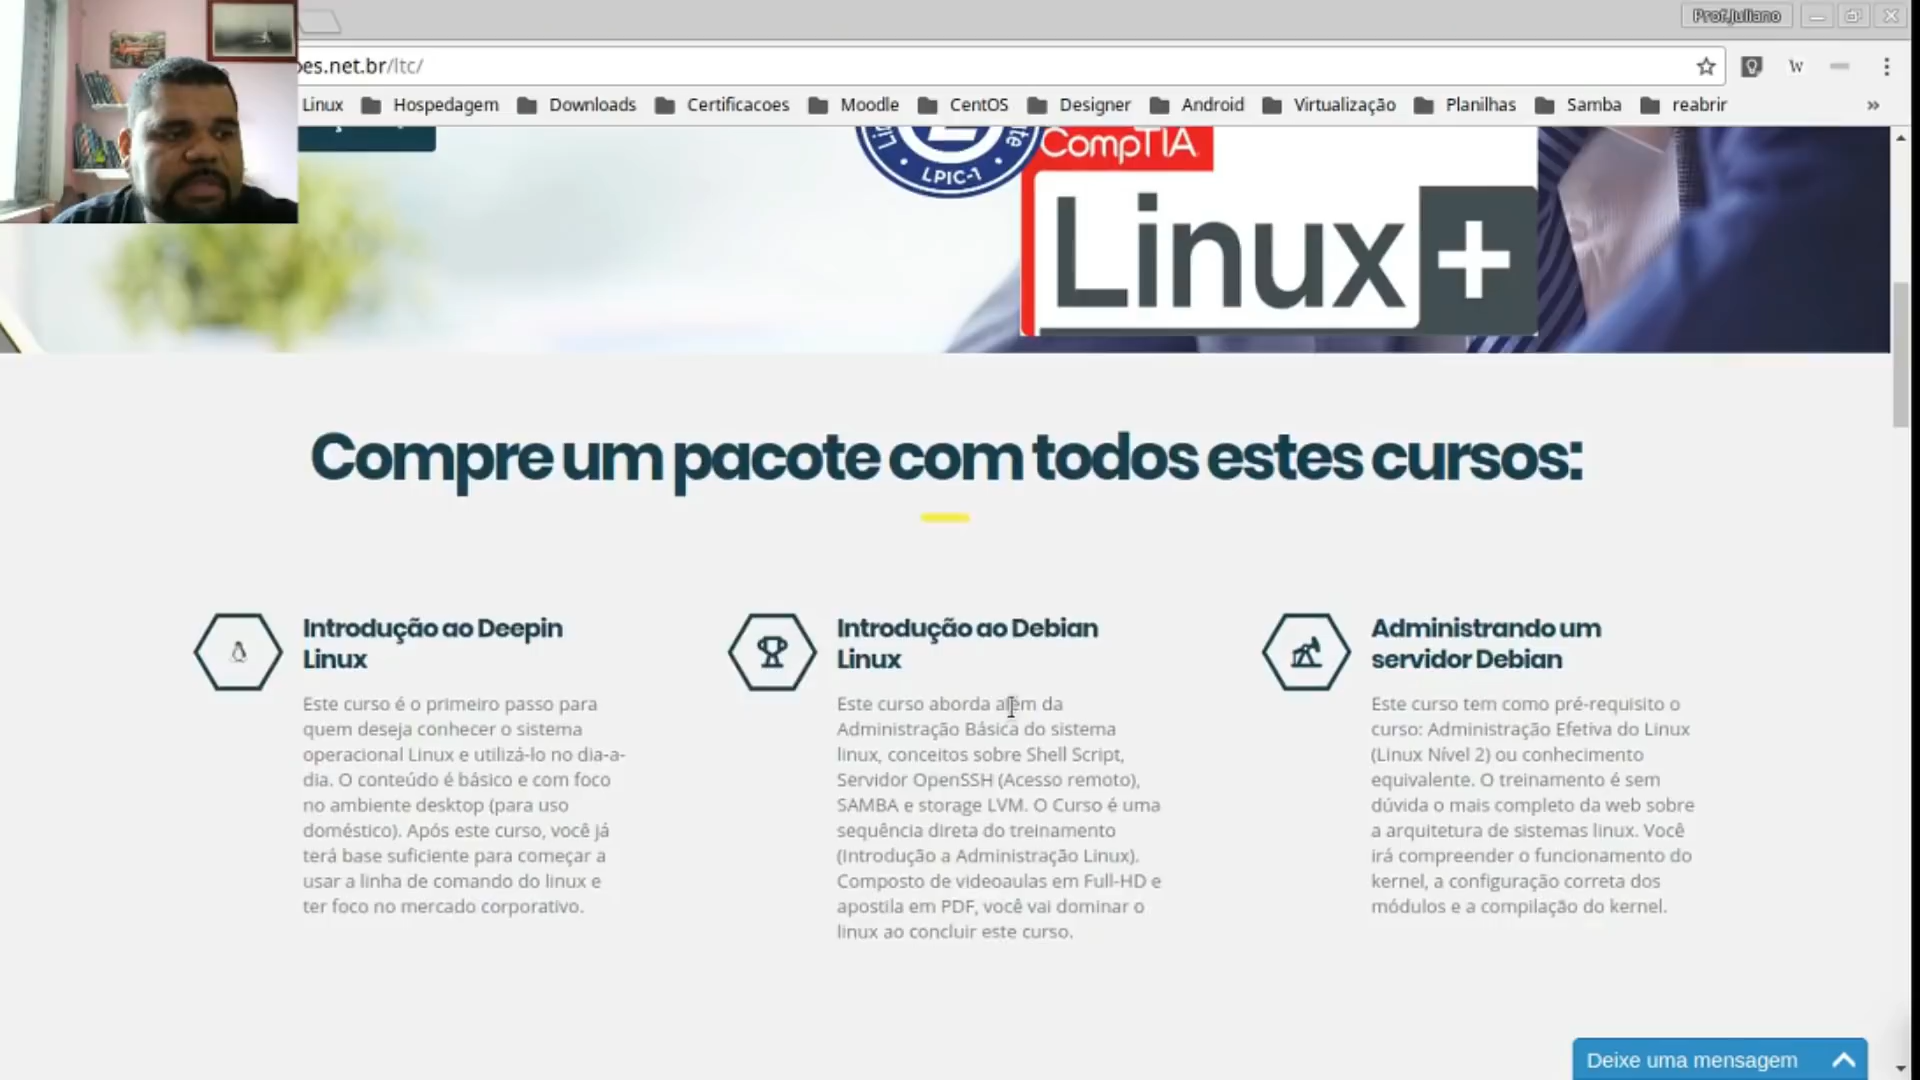 Prof.Juliano
oes.net.br/ltc/
Linux Hospedagem Downloads Certificacoes Moodle CentOS Designer Android Virtualização Planilhas Samba reabrir »
LPIC-1
CompTIA
Linux+
Compre um pacote com todos estes cursos:
Introdução ao Deepin
Linux
Este curso é o primeiro passo para
quem deseja conhecer o sistema
operacional Linux e utilizá-lo no dia-a-
dia. O conteúdo é básico e com foco
no ambiente desktop (para uso
doméstico). Após este curso, você já
terá base suficiente para começar a
usar a linha de comando do linux e
ter foco no mercado corporativo.
Introdução ao Debian
Linux
Este curso aborda além da
Administração Básica do sistema
linux, conceitos sobre Shell Script,
Servidor OpenSSH (Acesso remoto),
SAMBA e storage LVM. O Curso é uma
sequência direta do treinamento
(Introdução a Administração Linux).
Composto de videoaulas em Full-HD e
apostila em PDF, você vai dominar o
linux ao concluir este curso.
Administrando um
servidor Debian
Este curso tem como pré-requisito o
curso: Administração Efetiva do Linux
(Linux Nível 2) ou conhecimento
equivalente. O treinamento é sem
dúvida o mais completo da web sobre
a arquitetura de sistemas linux. Você
irá compreender o funcionamento do
kernel, a configuração correta dos
módulos e a compilação do kernel.
Deixe uma mensagem